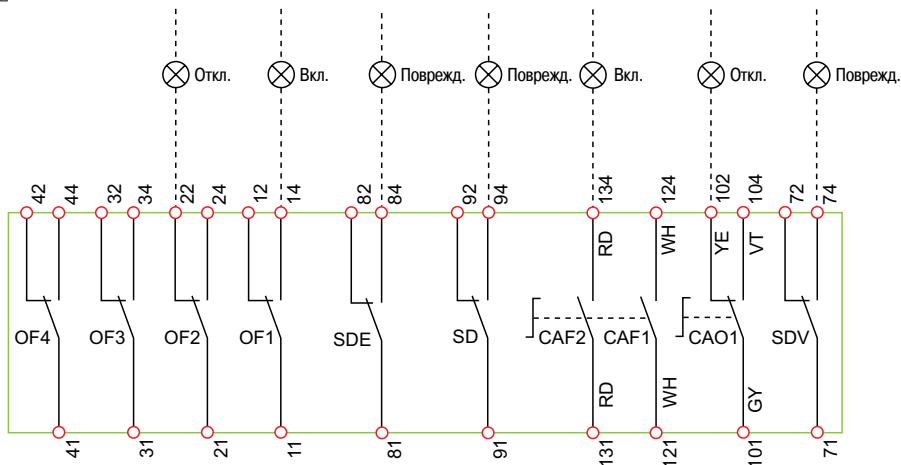 Откл.
Вкл.
Поврежд.
Поврежд.
Вкл.
Откл.
Поврежд.
42
44
32
34
22
24
12
14
82
84
92
94
134
124
102
104
72
74
RD
WH
YE
VT
OF4
OF3
OF2
OF1
SDE
SD
CAF2
CAF1
CAO1
SDV
RD
WH
GY
41
31
21
11
81
91
131
121
101
71